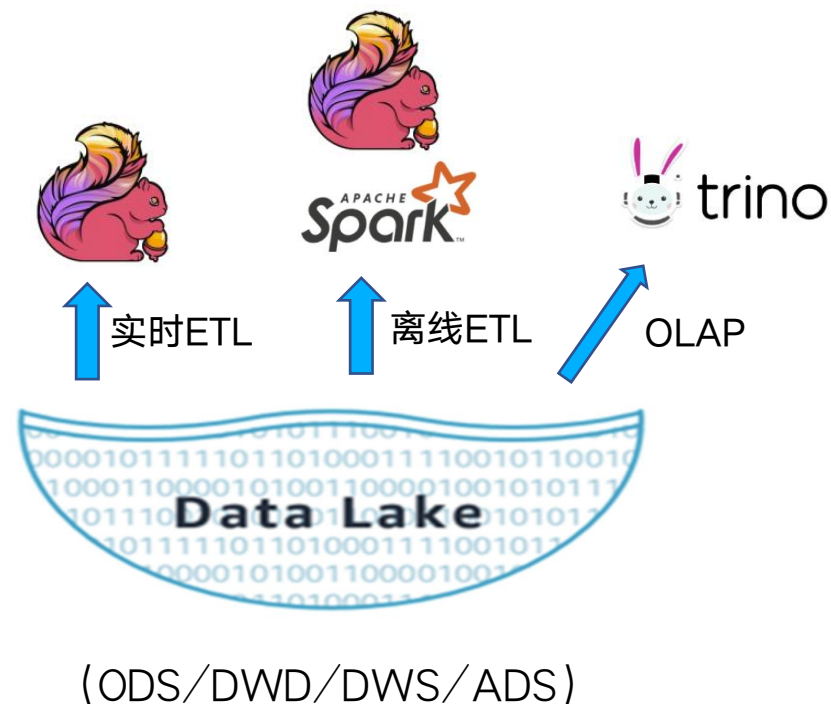 APACHE
Spark™
trino
实时ETL
离线ETL
OLAP
Data Lake
(ODS/DWD/DWS/ADS)